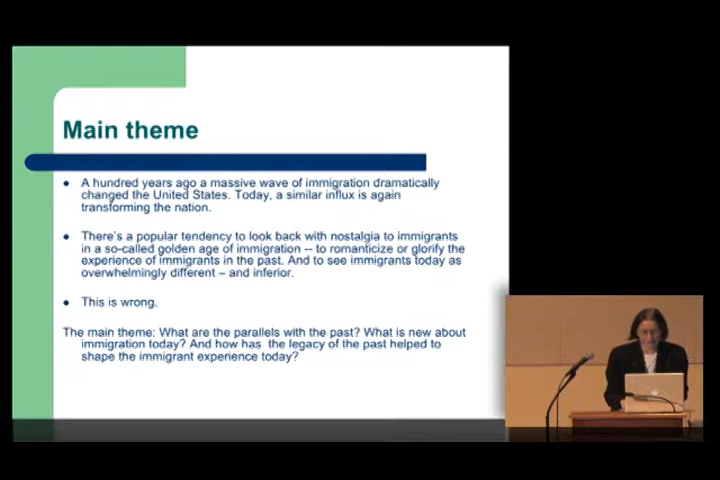 Main theme
● A hundred years ago a massive wave of immigration dramatically
changed the United States. Today, a similar influx is again
transforming the nation.
● There's a popular tendency to look back with nostalgia to immigrants
in a so-called golden age of immigration -- to romanticize or glorify the
experience of immigrants in the past. And to see immigrants today as
overwhelmingly different – and inferior.
● This is wrong.
The main theme: What are the parallels with the past? What is new about
immigration today? And how has the legacy of the past helped to
shape the immigrant experience today?